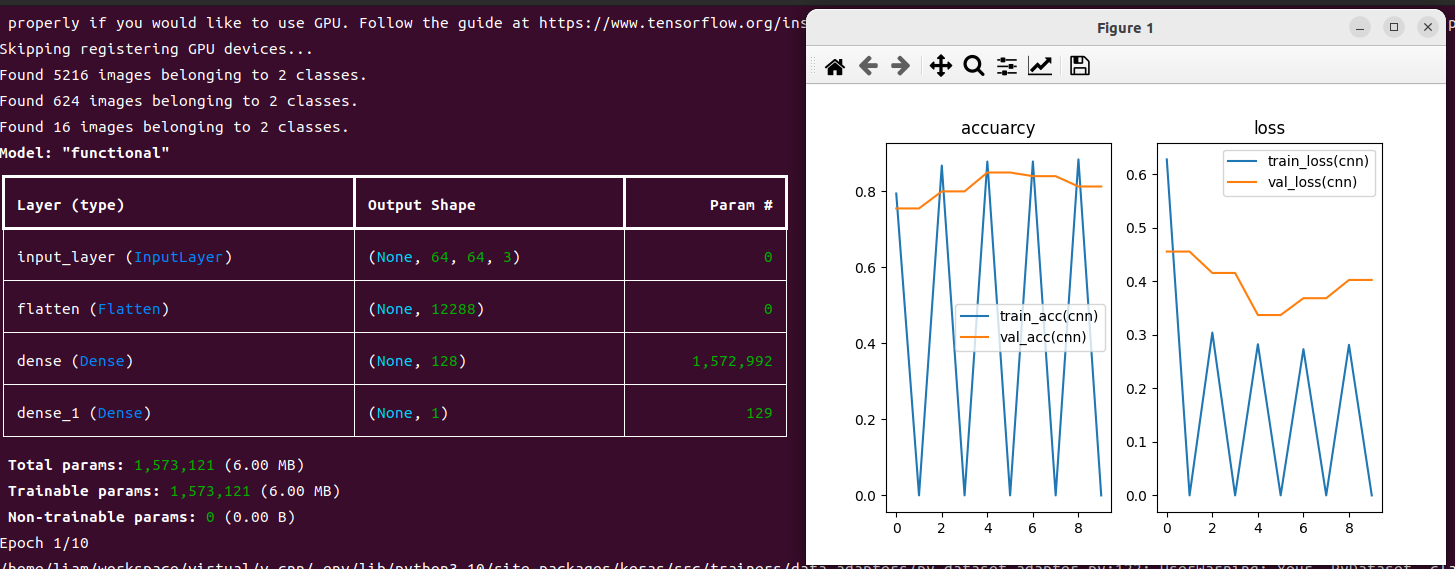 properly if you would like to use GPU. Follow the guide at https://www.tensorflow.org/ins
Skipping registering GPU devices...
Found 5216 images belonging to 2 classes.
Found 624 images belonging to 2 classes.
Found 16 images belonging to 2 classes.
Model: "functional"
Layer (type) Output Shape Param #
input_layer (InputLayer) (None, 64, 64, 3) 0
flatten (Flatten) (None, 12288) 0
dense (Dense) (None, 128) 1,572,992
dense_1 (Dense) (None, 1) 129
Total params: 1,573,121 (6.00 MB)
Trainable params: 1,573,121 (6.00 MB)
Non-trainable params: 0 (0.00 B)
Epoch 1/10
Figure 1
accuarcy
0.8
0.6
0.4
0.2
0.0
train_acc(cnn)
val_acc(cnn)
0 2 4 6 8
loss
train_loss(cnn)
val_loss(cnn)
0.6
0.5
0.4
0.3
0.2
0.1
0.0
0 2 4 6 8